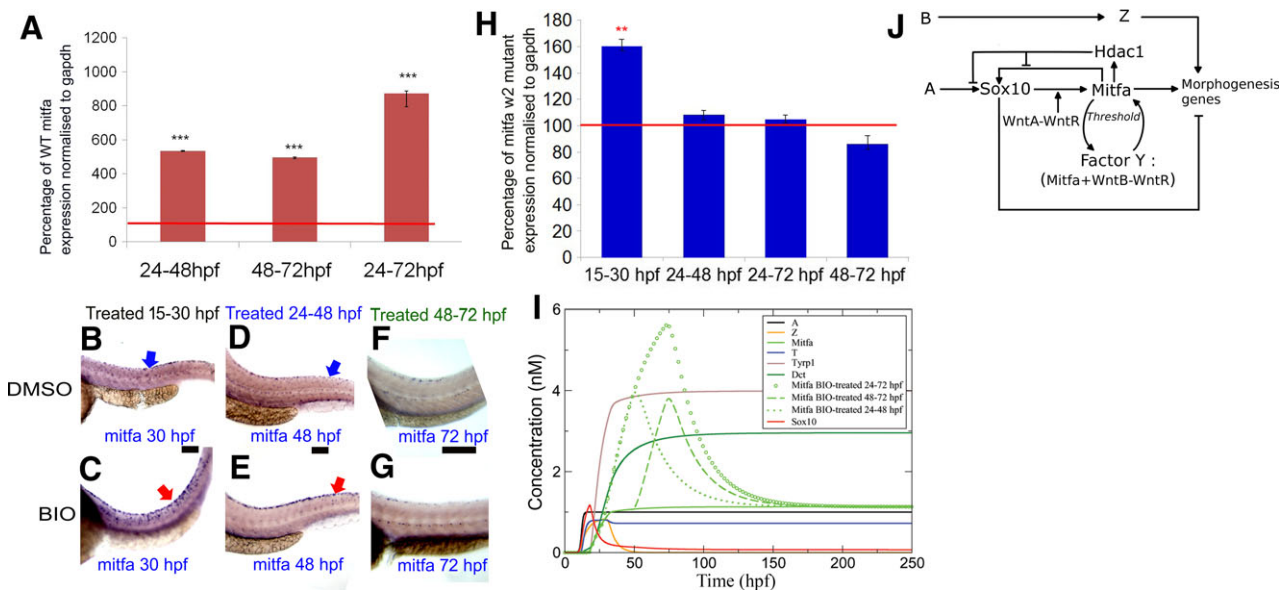 A
Percentage of WT mitfa
expression normalised to gapdh
1200
1000
800
600
400
200
0
***
***
***
24-48hpf
48-72hpf
24-72hpf
H
Percentage of mitfa w2 mutant
expression normalised to gapdh
180
160
140
120
100
80
60
40
20
0
**
15-30 hpf
24-48 hpf
24-72 hpf
48-72 hpf
J
B
Z
Hdac1
A
Sox10
Mitfa
Morphogenesis
genes
WntA-WntR
Threshold
Factor Y :
(Mitfa+WntB-WntR)
Treated 15-30 hpf
Treated 24-48 hpf
Treated 48-72 hpf
DMSO
B
mitfa 30 hpf
D
mitfa 48 hpf
F
mitfa 72 hpf
BIO
C
mitfa 30 hpf
E
mitfa 48 hpf
G
mitfa 72 hpf
I
Concentration (nM)
6
4
2
0
0
50
100
150
200
250
Time (hpf)
A
Z
Mitfa
T
Tyrp1
Dct
Mitfa BIO-treated 24-72 hpf
Mitfa BIO-treated 48-72 hpf
Mitfa BIO-treated 24-48 hpf
Sox10